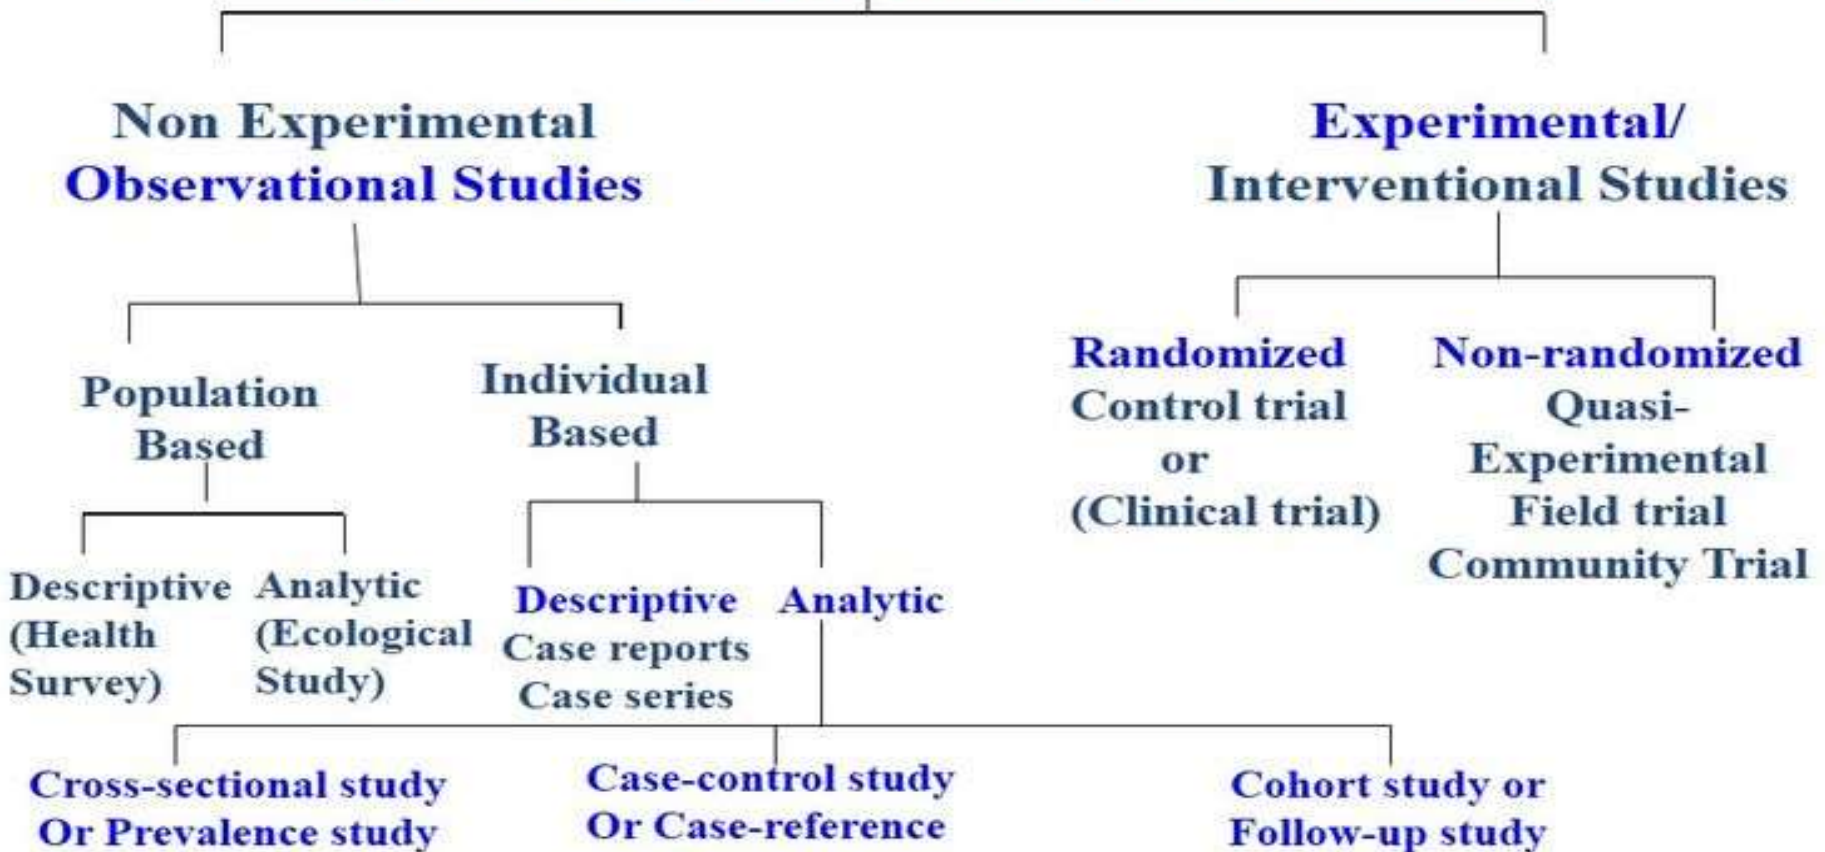 Non Experimental
Observational Studies
Experimental/
Interventional Studies
Population
Based
Individual
Based
Randomized
Control trial
or
(Clinical trial)
Non-randomized
Quasi-
Experimental
Field trial
Community Trial
Descriptive
(Health
Survey)
Analytic
(Ecological
Study)
Descriptive
Case reports
Case series
Analytic
Cross-sectional study
Or Prevalence study
Case-control study
Or Case-reference
Cohort study or
Follow-up study